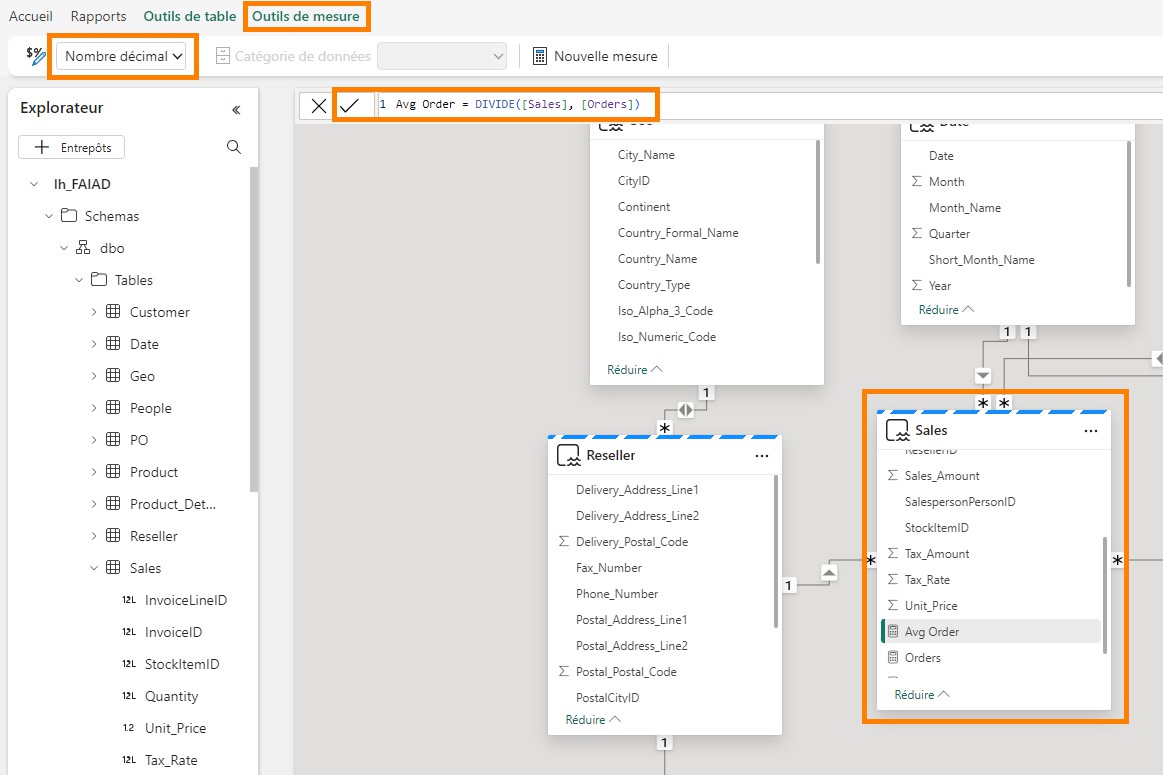 Accueil Rapports Outils de table Outils de mesure
$% Nombre décimal Catégorie de données Nouvelle mesure
Explorateur «
+ Entrepôts
lh_FAIAD
Schemas
dbo
Tables
Customer
Date
Geo
People
PO
Product
Product_Det...
Reseller
Sales
12L InvoiceLineID
12L InvoiceID
12L StockItemID
12L Quantity
1.2 Unit_Price
12L Tax_Rate
1 Avg Order = DIVIDE([Sales], [Orders])
Geo
City_Name
CityID
Continent
Country_Formal_Name
Country_Name
Country_Type
Iso_Alpha_3_Code
Iso_Numeric_Code
Réduire
1
*
Date
Date
Σ Month
Month_Name
Σ Quarter
Short_Month_Name
Σ Year
Réduire
1 1
* *
Reseller ...
Delivery_Address_Line1
Delivery_Address_Line2
Σ Delivery_Postal_Code
Fax_Number
Phone_Number
Postal_Address_Line1
Postal_Address_Line2
Σ Postal_Postal_Code
PostalCityID
Réduire
1
1
*
Sales ...
ResellerID
Σ Sales_Amount
SalespersonPersonID
StockItemID
Σ Tax_Amount
Σ Tax_Rate
Σ Unit_Price
Avg Order
Orders
Réduire
*